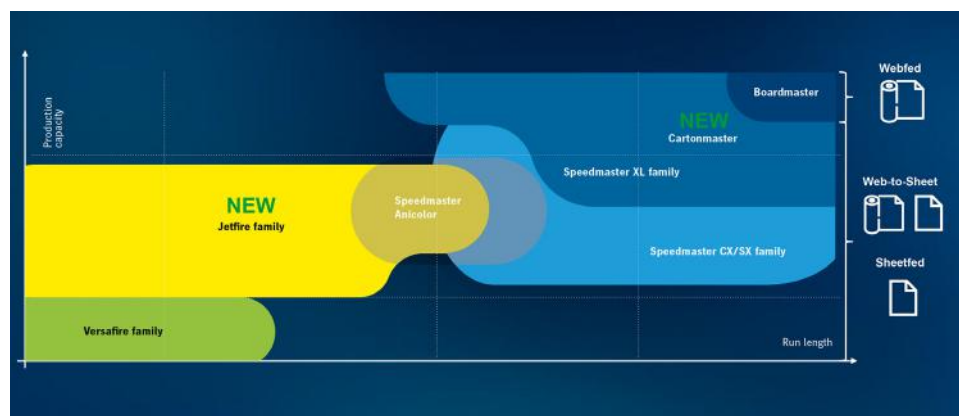 Production
capacity
NEW
Jetfire family
Versafire family
Speedmaster
Anicolor
Boardmaster
NEW
Cartonmaster
Speedmaster XL family
Speedmaster CX/SX family
Run length
Webfed
Web-to-Sheet
Sheetfed